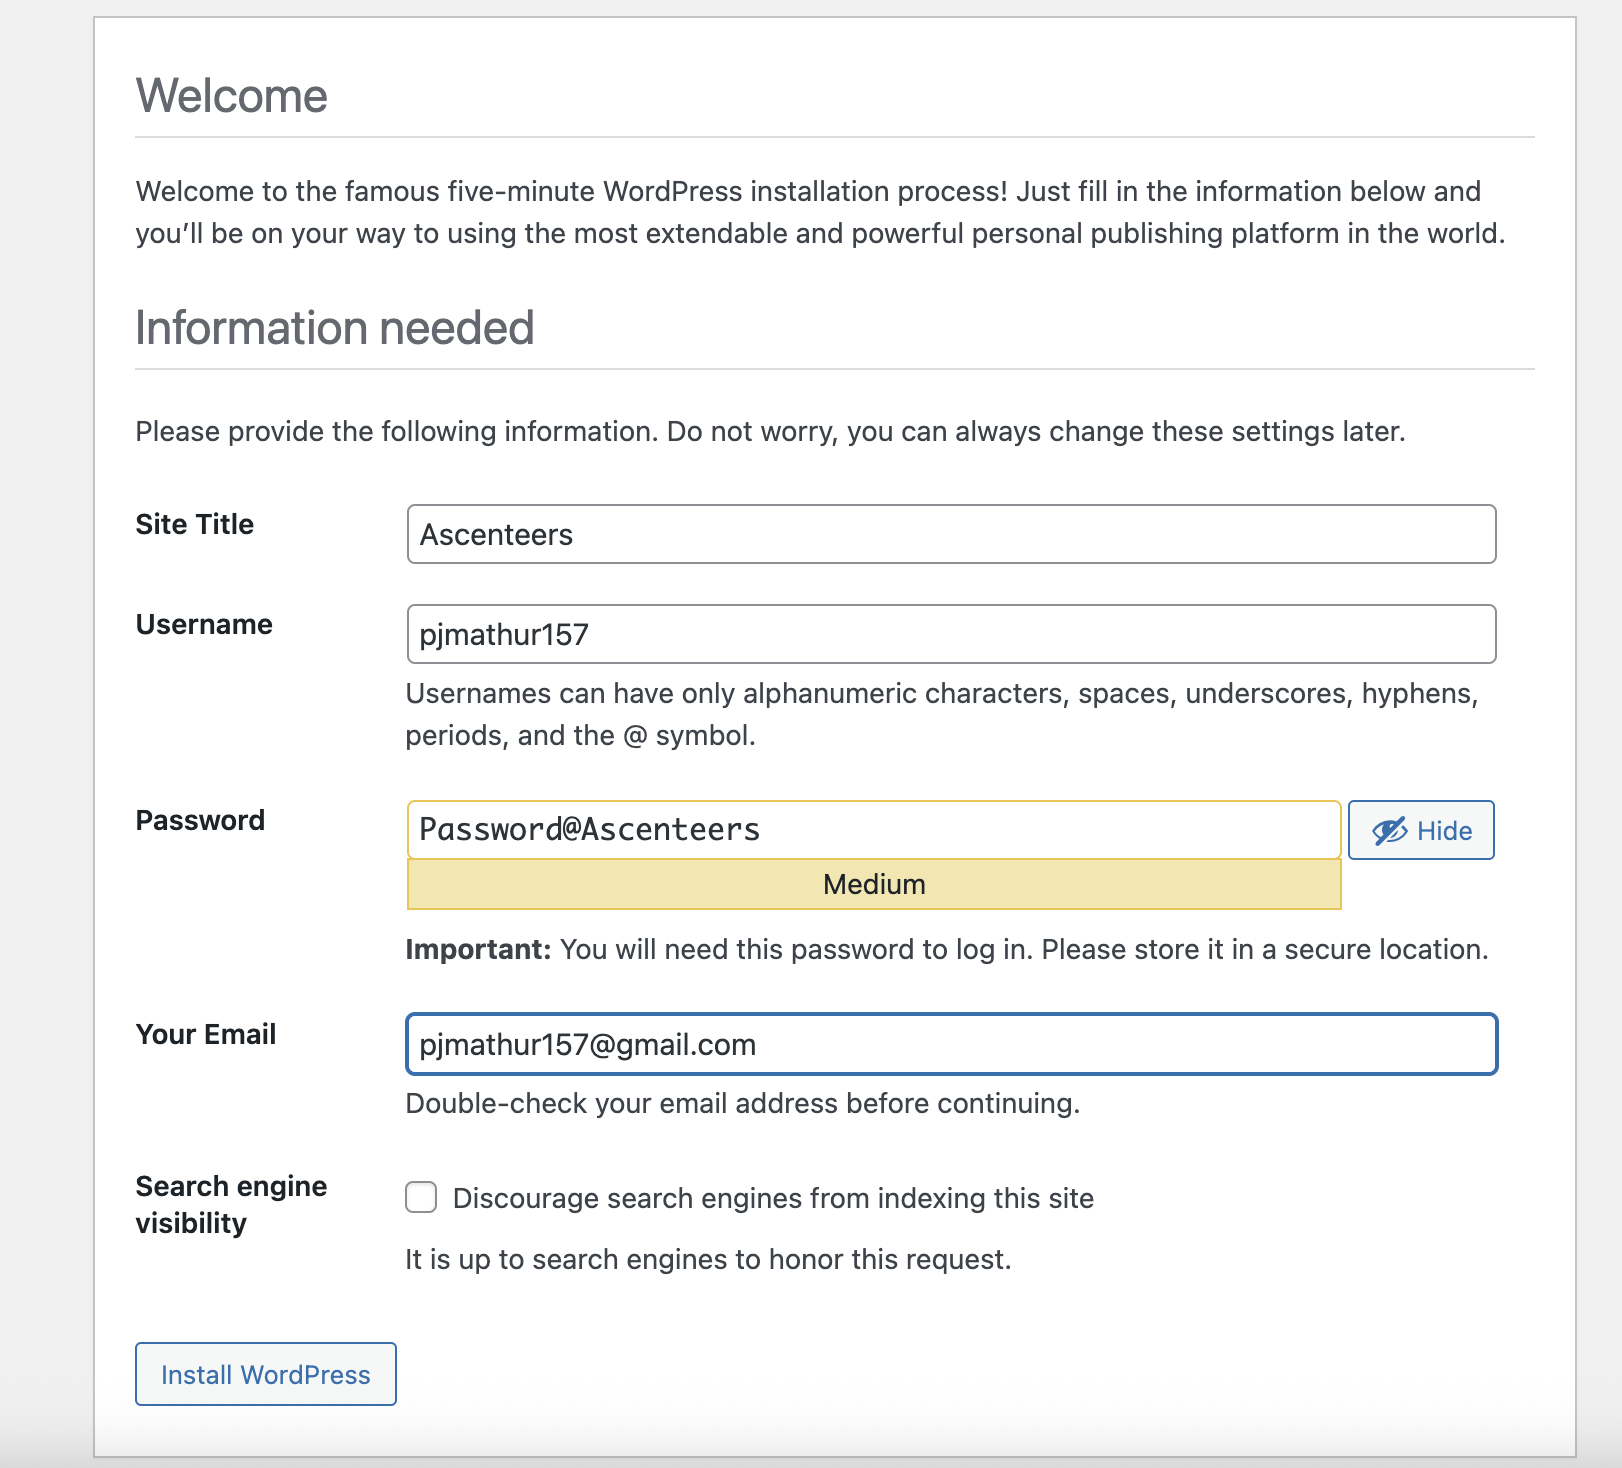 Welcome
Welcome to the famous five-minute WordPress installation process! Just fill in the information below and
you’ll be on your way to using the most extendable and powerful personal publishing platform in the world.
Information needed
Please provide the following information. Do not worry, you can always change these settings later.
Site Title
Ascenteers
Username
pjmathur157
Usernames can have only alphanumeric characters, spaces, underscores, hyphens,
periods, and the @ symbol.
Password
Password@Ascenteers
Hide
Medium
Important: You will need this password to log in. Please store it in a secure location.
Your Email
pjmathur157@gmail.com
Double-check your email address before continuing.
Search engine
visibility
Discourage search engines from indexing this site
It is up to search engines to honor this request.
Install WordPress